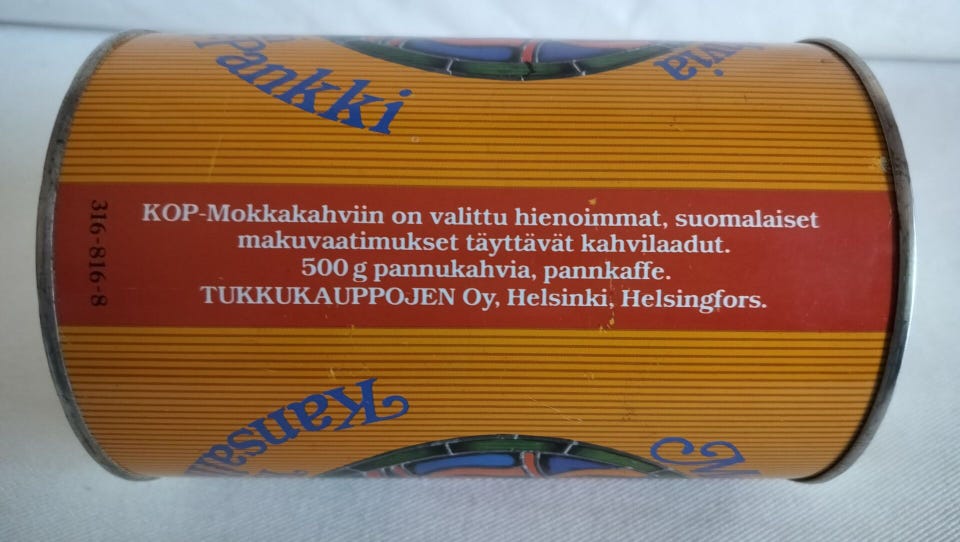 Pankki
KOP-Mokkakahviin on valittu hienoimmat, suomalaiset
makuvaatimukset täyttävät kahvilaadut.
500 g pannukahvia, pannkaffe.
TUKKUKAUPPOJEN Oy, Helsinki, Helsingfors.
316-816-8